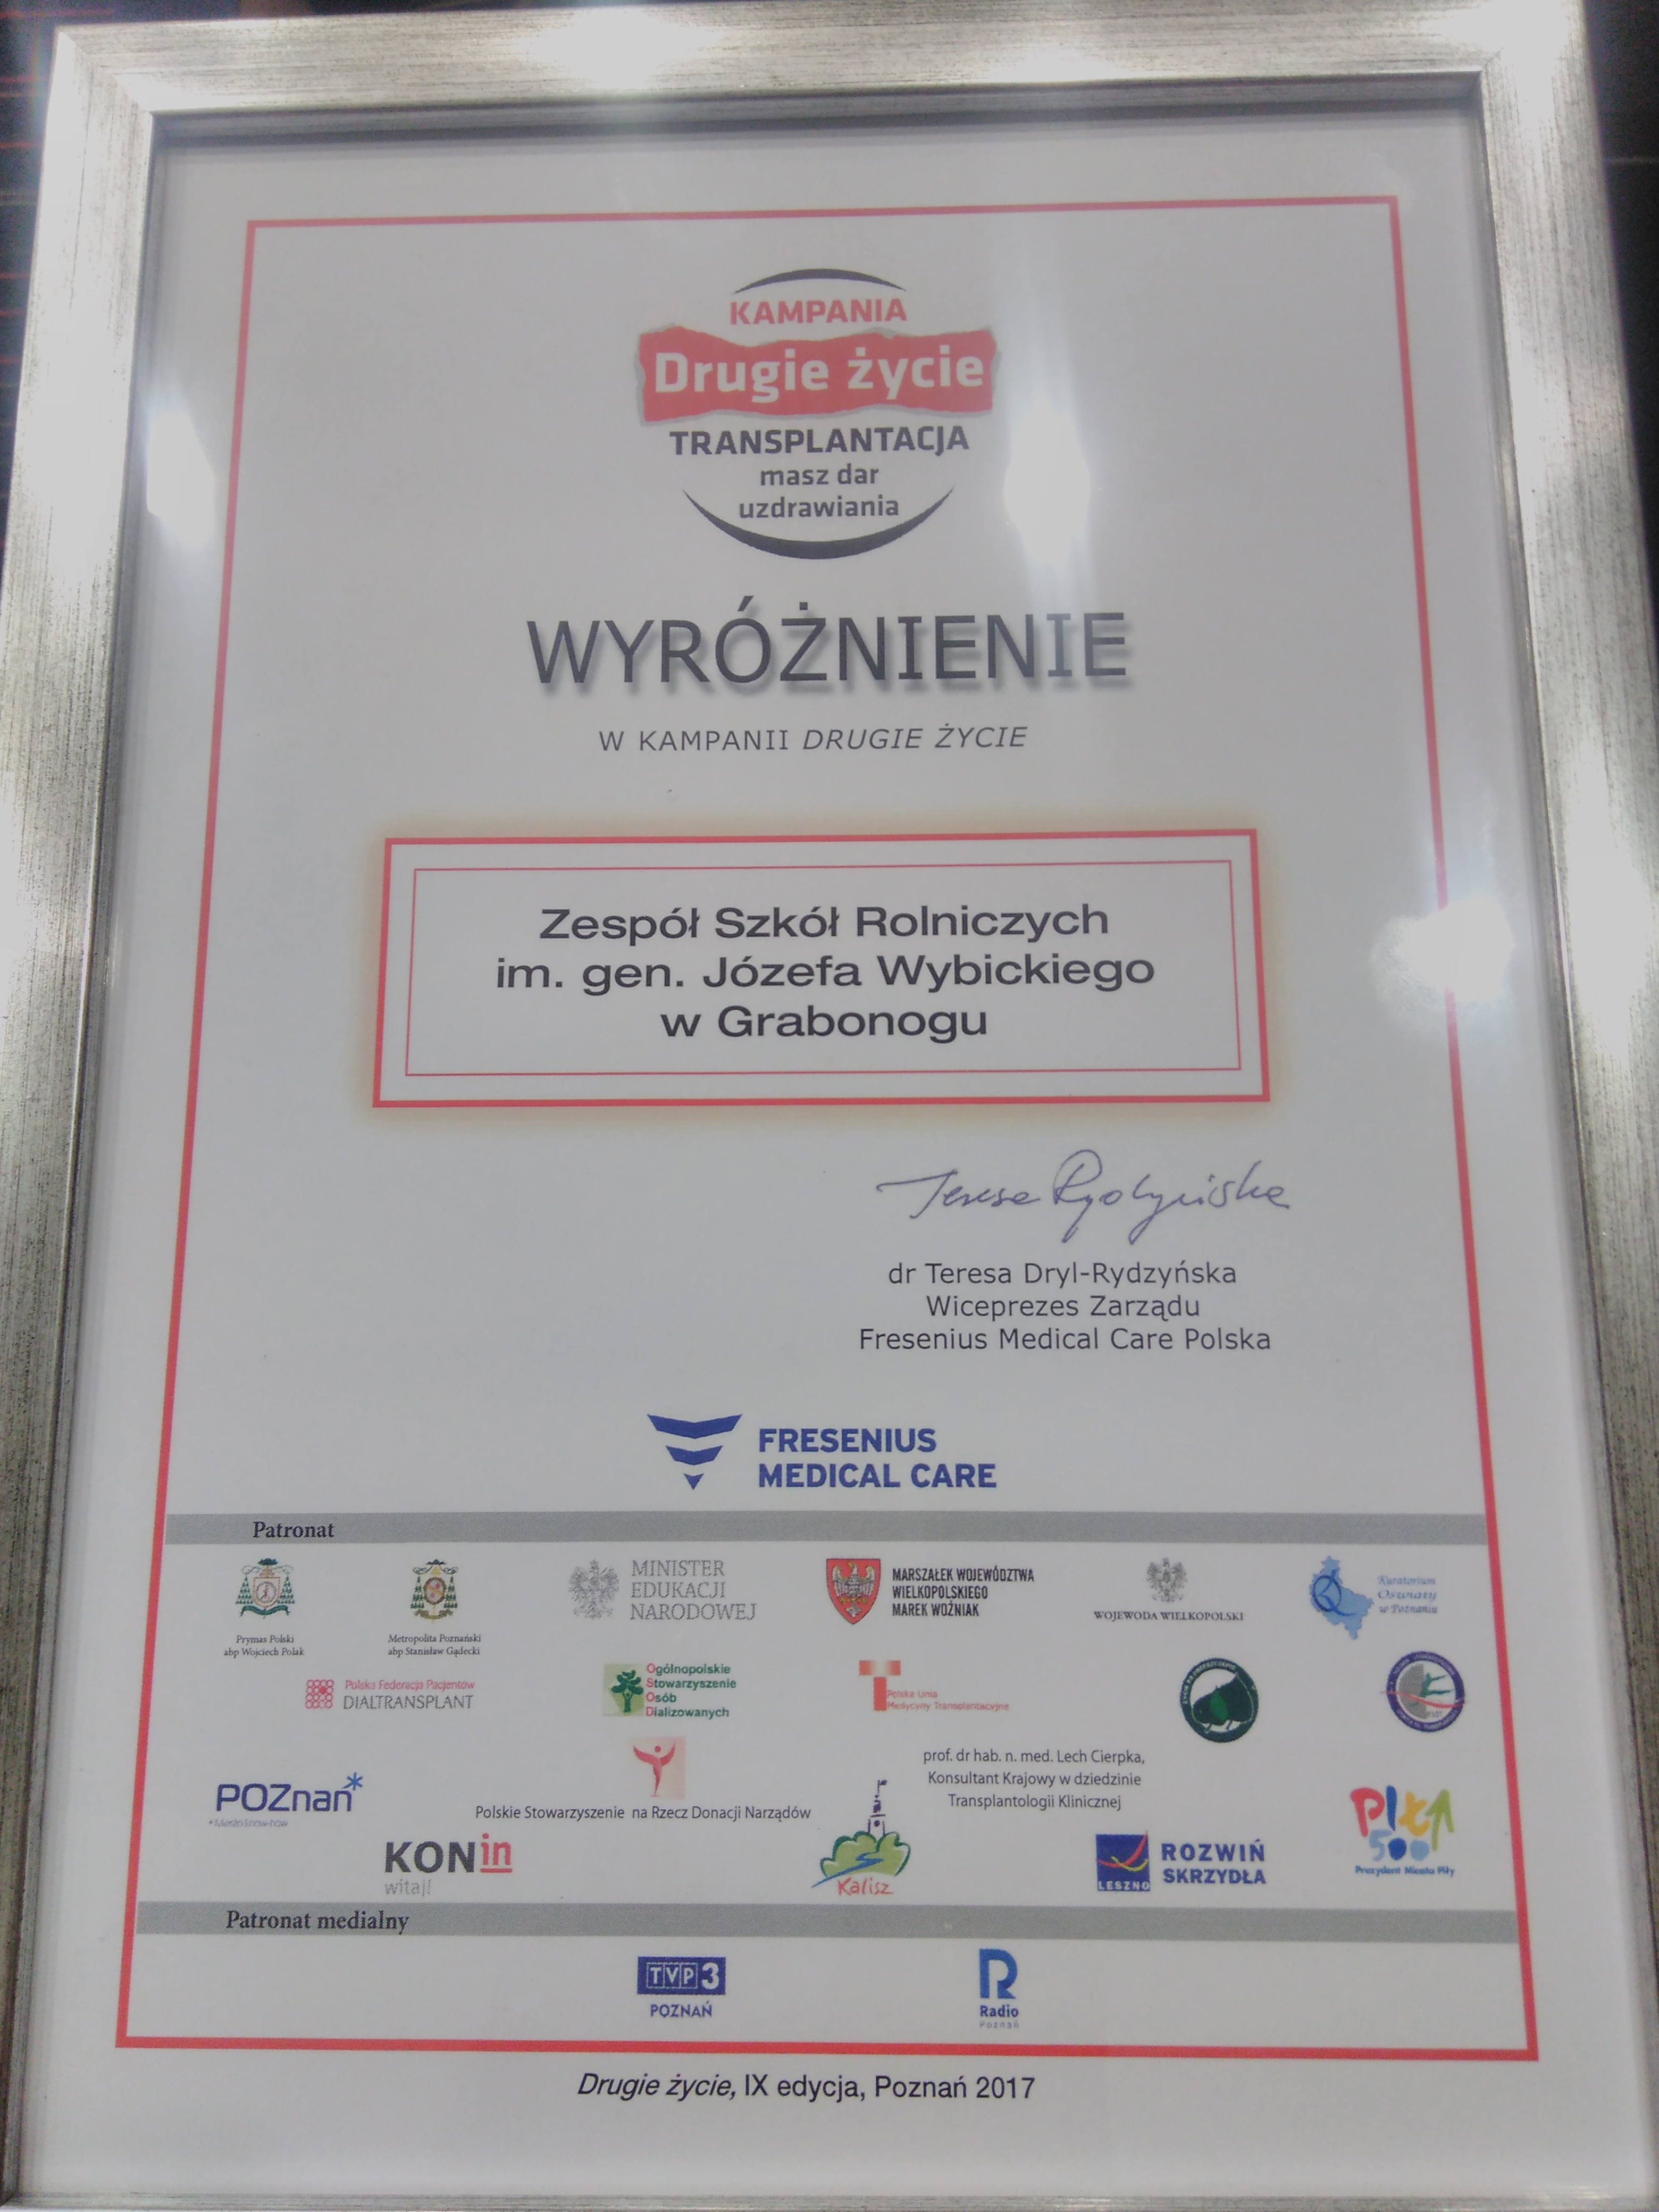 KAMPANIA
Drugie życie
TRANSPLANTACJA
masz dar
uzdrawiania
WYRÓŻNIENIE
W KAMPANII DRUGIE ŻYCIE
Zespół Szkół Rolniczych
im. gen. Józefa Wybickiego
w Grabonogu
dr Teresa Dryl-Rydzyńska
Wiceprezes Zarządu
Fresenius Medical Care Polska
FRESENIUS
MEDICAL CARE
Patronat
Prymas Polski
abp Wojciech Polak
Metropolita Poznański
abp Stanisław Gądecki
MINISTER
EDUKACJI
NARODOWEJ
MARSZAŁEK WOJEWÓDZTWA
WIELKOPOLSKIEGO
MAREK WOŹNIAK
WOJEWODA WIELKOPOLSKI
Kuratorium
Oświaty
w Poznaniu
Polska Federacja Pacjentów
DIALTRANSPLANT
Ogólnopolskie
Stowarzyszenie
Osób
Dializowanych
Polska Unia
Medycyny Transplantacyjnej
POZnan*
Polskie Stowarzyszenie na Rzecz Donacji Narządów
prof. dr hab. n. med. Lech Cierpka,
Konsultant Krajowy w dziedzinie
Transplantologii Klinicznej
KONin
witaj!
Kalisz
LESZNO
ROZWIŃ
SKRZYDŁA
Piła
500
Prezydent Miasta Piły
Patronat medialny
TVP3
POZNAŃ
R
Radio
Poznań
Drugie życie, IX edycja, Poznań 2017